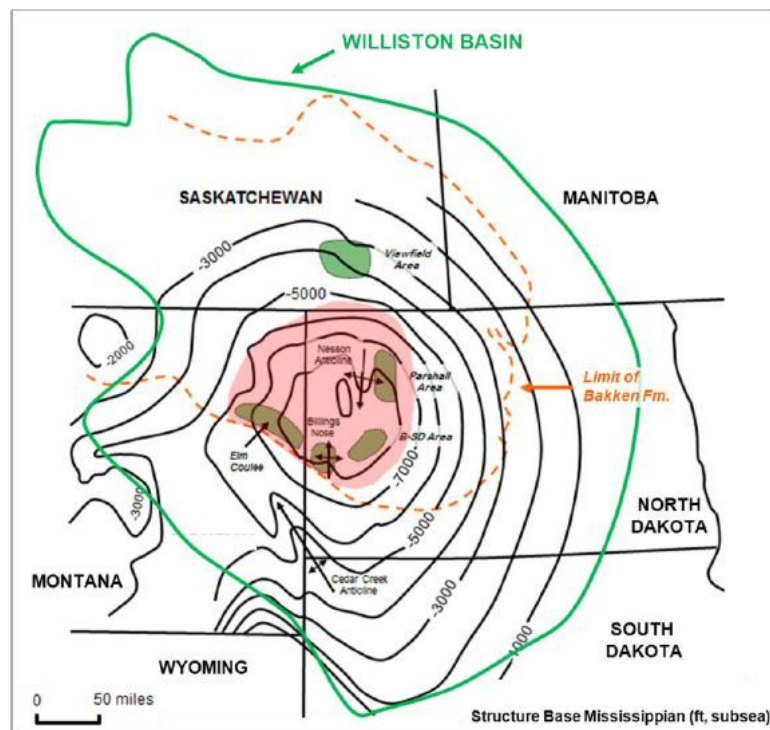 WILLISTON BASIN
SASKATCHEWAN
MANITOBA
-3000
Viewfield
Area
-5000
-2000
Nesson
Anticline
Parshall
Area
Limit of
Bakken Fm.
Billings
Nose
B-SD Area
Elm
Coulee
-7000
-3000
-5000
NORTH
DAKOTA
MONTANA
Cedar Creek
Anticline
-3000
SOUTH
DAKOTA
WYOMING
0 50 miles
Structure Base Mississippian (ft, subsea)